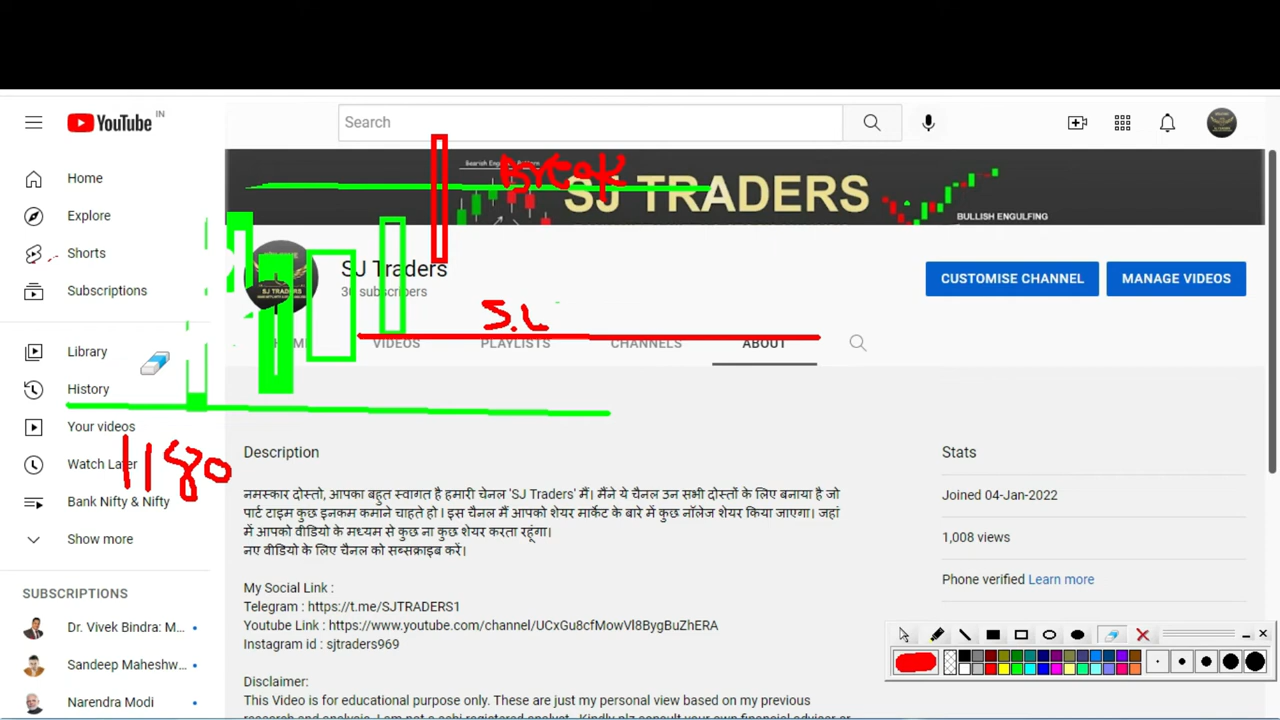 YouTube IN
Search
Home
Explore
Shorts
Subscriptions
Library
History
Your videos
Watch Later
Bank Nifty & Nifty
Show more
SUBSCRIPTIONS
Dr. Vivek Bindra: M...
Sandeep Maheshw...
Narendra Modi
1180
Break
SJ TRADERS
BULLISH ENGULFING
SJ Traders
subscribers
CUSTOMISE CHANNEL
MANAGE VIDEOS
S.L
VIDEOS
PLAYLISTS
CHANNELS
ABOUT
Description
नमस्कार दोस्तो, आपका बहुत स्वागत है हमारी चेनल 'SJ Traders' मैं। मैंने ये चैनल उन सभी दोस्तों के लिए बनाया है जो
पार्ट टाइम कुछ इनकम कमाने चाहते हो । इस चैनल मैं आपको शेयर मार्केट के बारे में कुछ नॉलेज शेयर किया जाएगा। जहां
में आपको वीडियो के मध्यम से कुछ ना कुछ शेयर करता रहूंगा।
नए वीडियो के लिए चैनल को सब्सक्राइब करें।
My Social Link :
Telegram : https://t.me/SJTRADERS1
Youtube Link : https://www.youtube.com/channel/UCxGu8cfMowVl8BygBuZhERA
Instagram id : sjtraders969
Disclaimer:
This Video is for educational purpose only. These are just my personal view based on my previous
Stats
Joined 04-Jan-2022
1,008 views
Phone verified Learn more